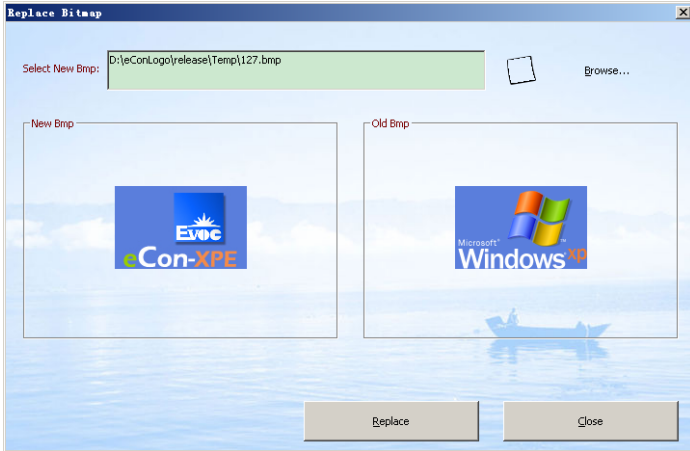 Replace Bitmap
Select New Bmp:
D:\eConLogo\release\Temp\127.bmp
Browse...
New Bmp
Old Bmp
EVOC
eCon-XPE
Microsoft®
Windows xp
Replace
Close